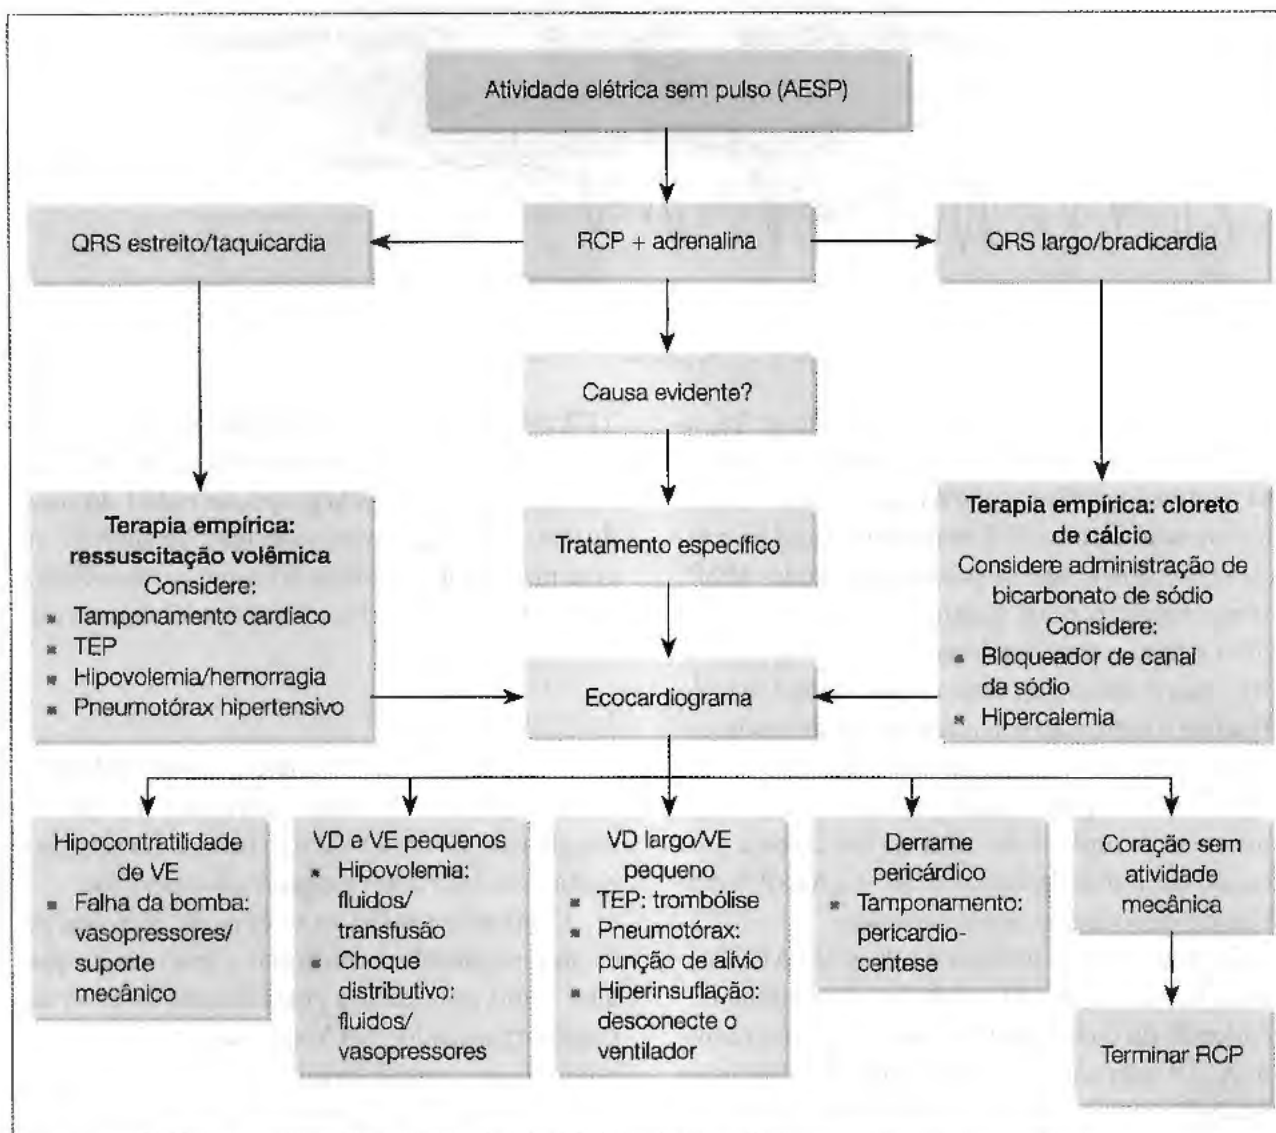 Atividade elétrica sem pulso (AESP)
QRS estreito/taquicardia
RCP + adrenalina
QRS largo/bradicardia
Causa evidente?
Terapia empírica:
ressuscitação volêmica
Considere:
Tamponamento cardíaco
TEP
Hipovolemia/hemorragia
Pneumotórax hipertensivo
Tratamento específico
Terapia empírica: cloreto
de cálcio
Considere administração de
bicarbonato de sódio
Considere:
Bloqueador de canal
da sódio
Hipercalemia
Ecocardiograma
Hipocontratilidade
de VE
Falha da bomba:
vasopressores/
suporte
mecânico
VD e VE pequenos
Hipovolemia:
fluidos/
transfusão
Choque
distributivo:
fluidos/
vasopressores
VD largo/VE
pequeno
TEP: trombólise
Pneumotórax:
punção de alívio
Hiperinsuflação:
desconecte o
ventilador
Derrame
pericárdico
Tamponamento:
pericardio-
centese
Coração sem
atividade
mecânica
Terminar RCP